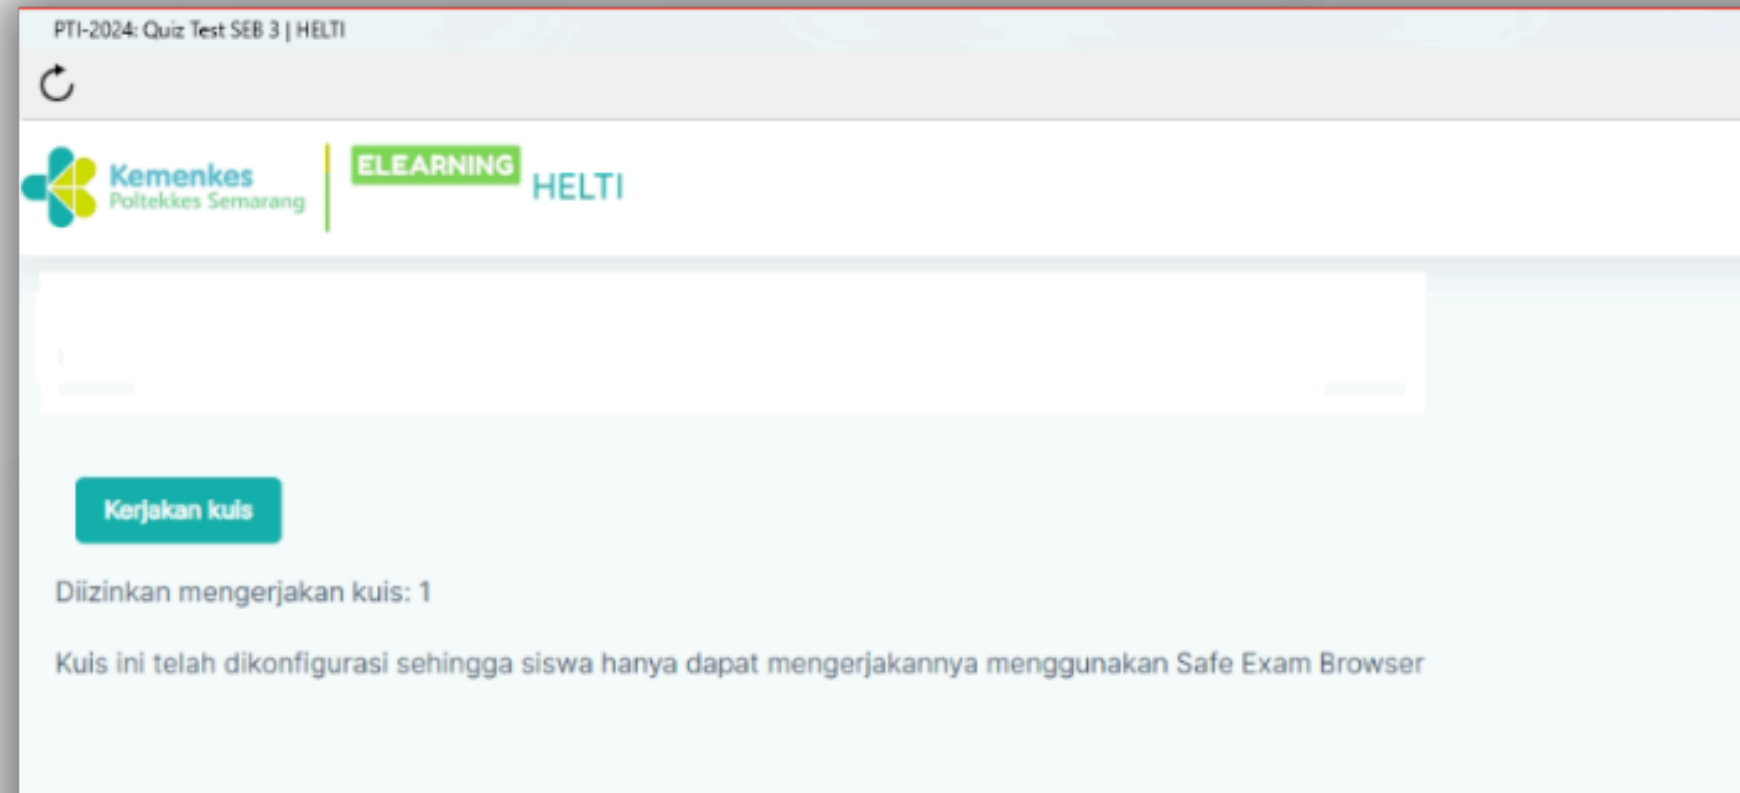 PTI-2024: Quiz Test SEB 3 | HELTI
Kemenkes
Poltekkes Semarang
ELEARNING
HELTI
Kerjakan kuis
Diizinkan mengerjakan kuis: 1
Kuis ini telah dikonfigurasi sehingga siswa hanya dapat mengerjakannya menggunakan Safe Exam Browser